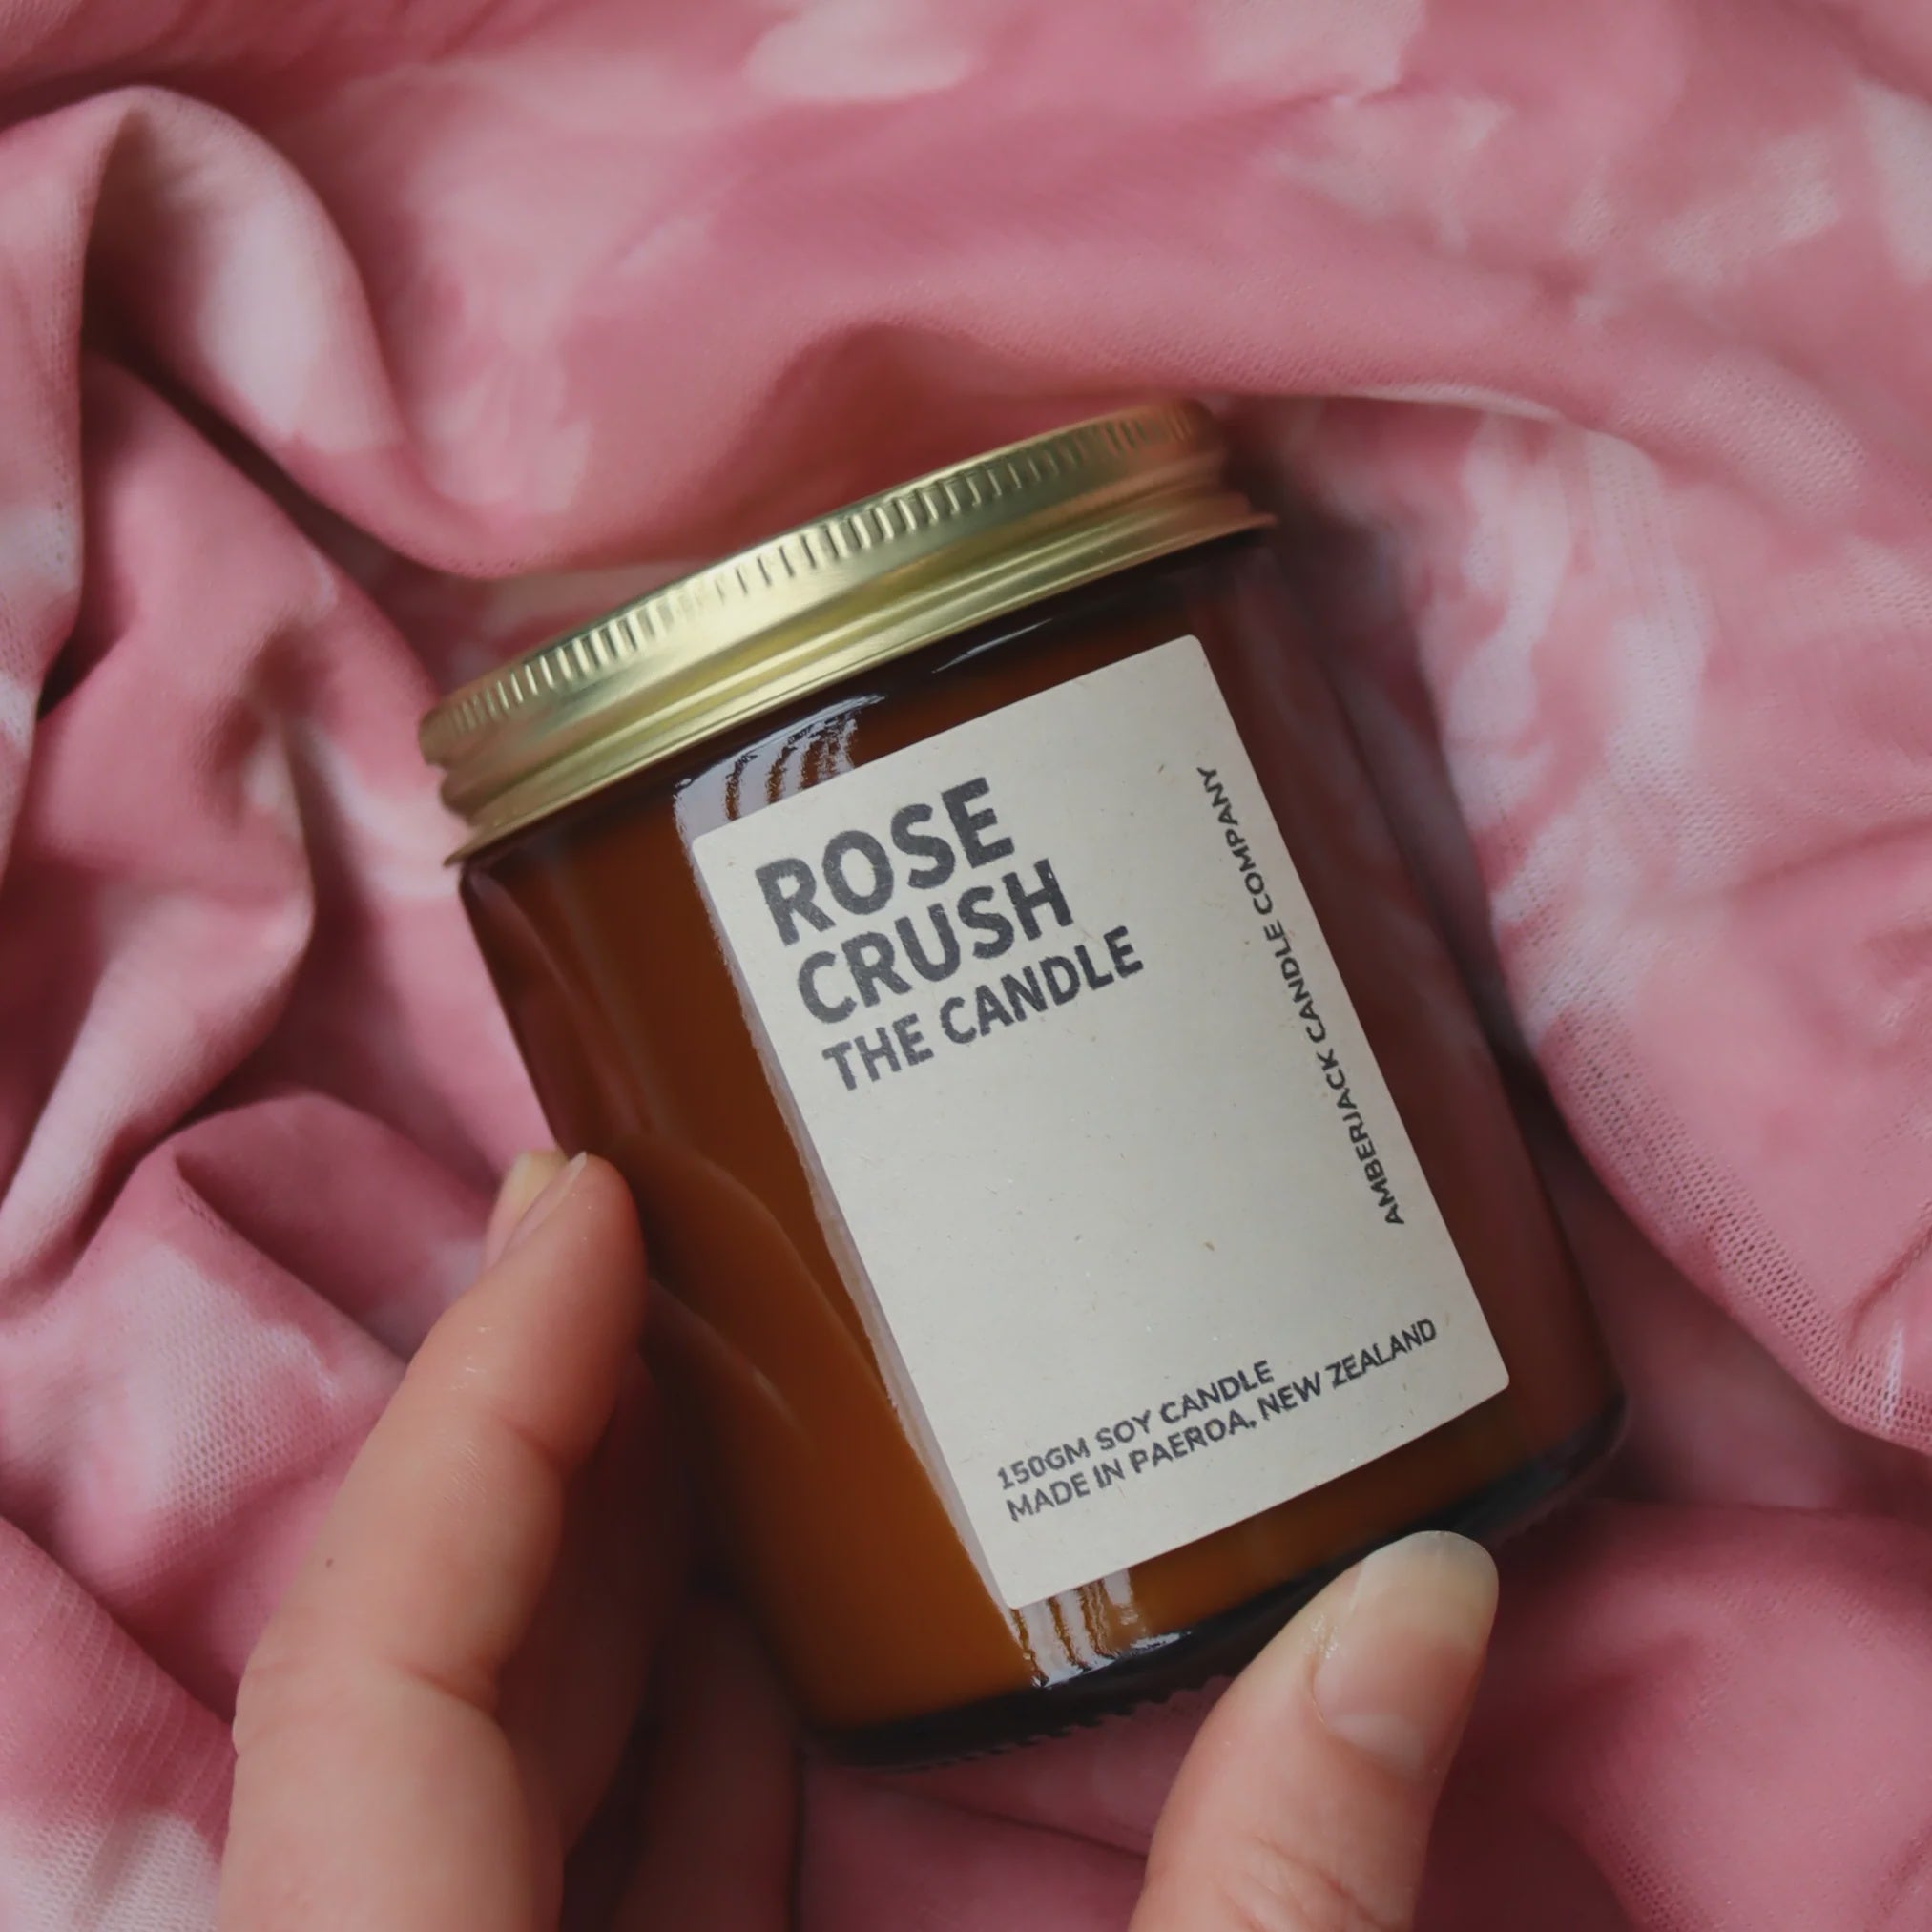 ROSE
CRUSH
THE CANDLE
AMBERJACK CANDLE COMPANY
150GM SOY CANDLE
MADE IN PAEROA, NEW ZEALAND